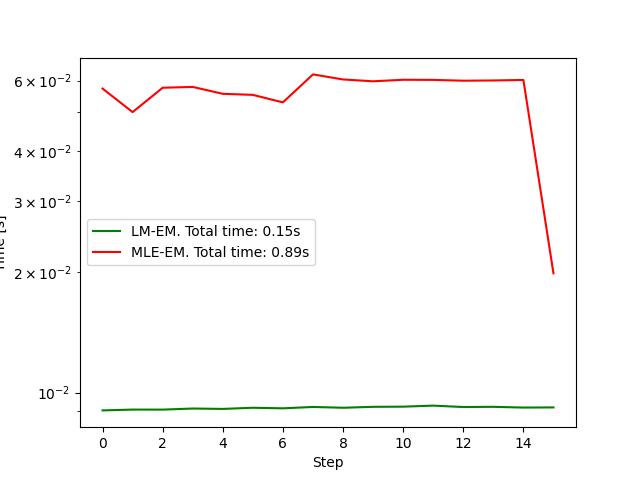 6 × 10⁻²
4 × 10⁻²
3 × 10⁻²
2 × 10⁻²
10⁻²
LM-EM. Total time: 0.15s
MLE-EM. Total time: 0.89s
0 2 4 6 8 10 12 14
Step